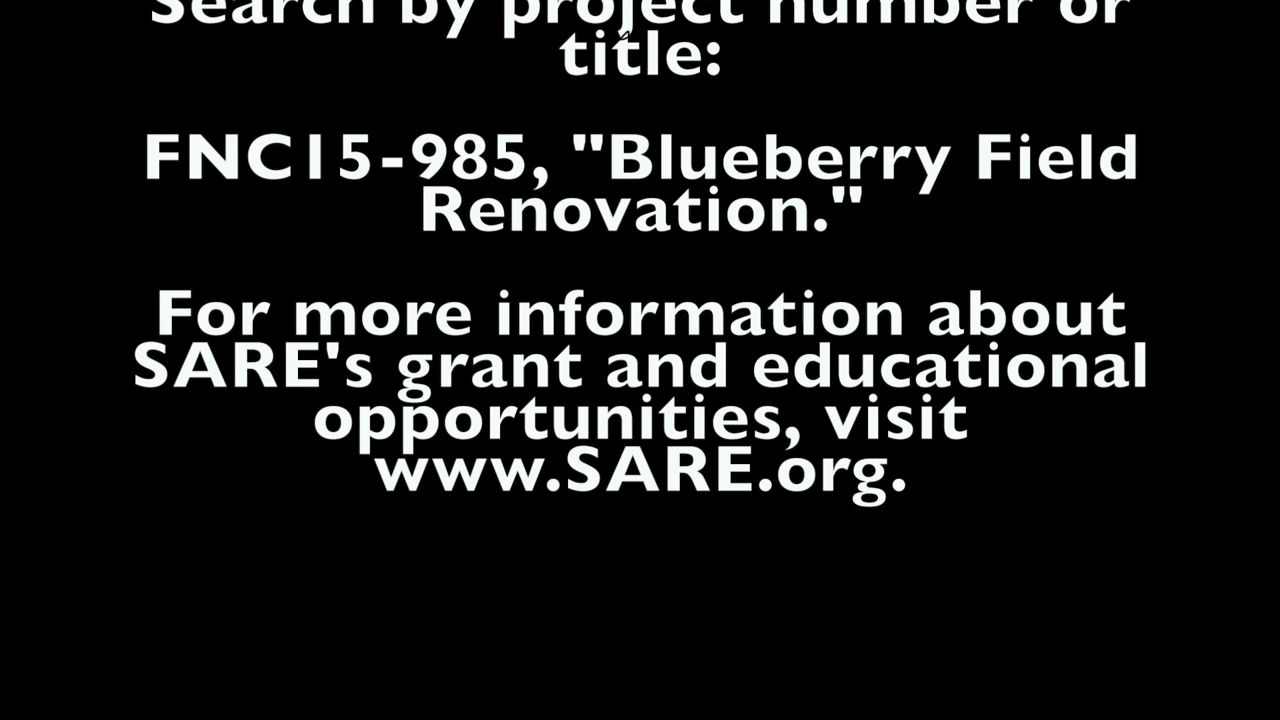 Search by project number or
title:
FNC15-985, "Blueberry Field
Renovation."
For more information about
SARE's grant and educational
opportunities, visit
www.SARE.org.